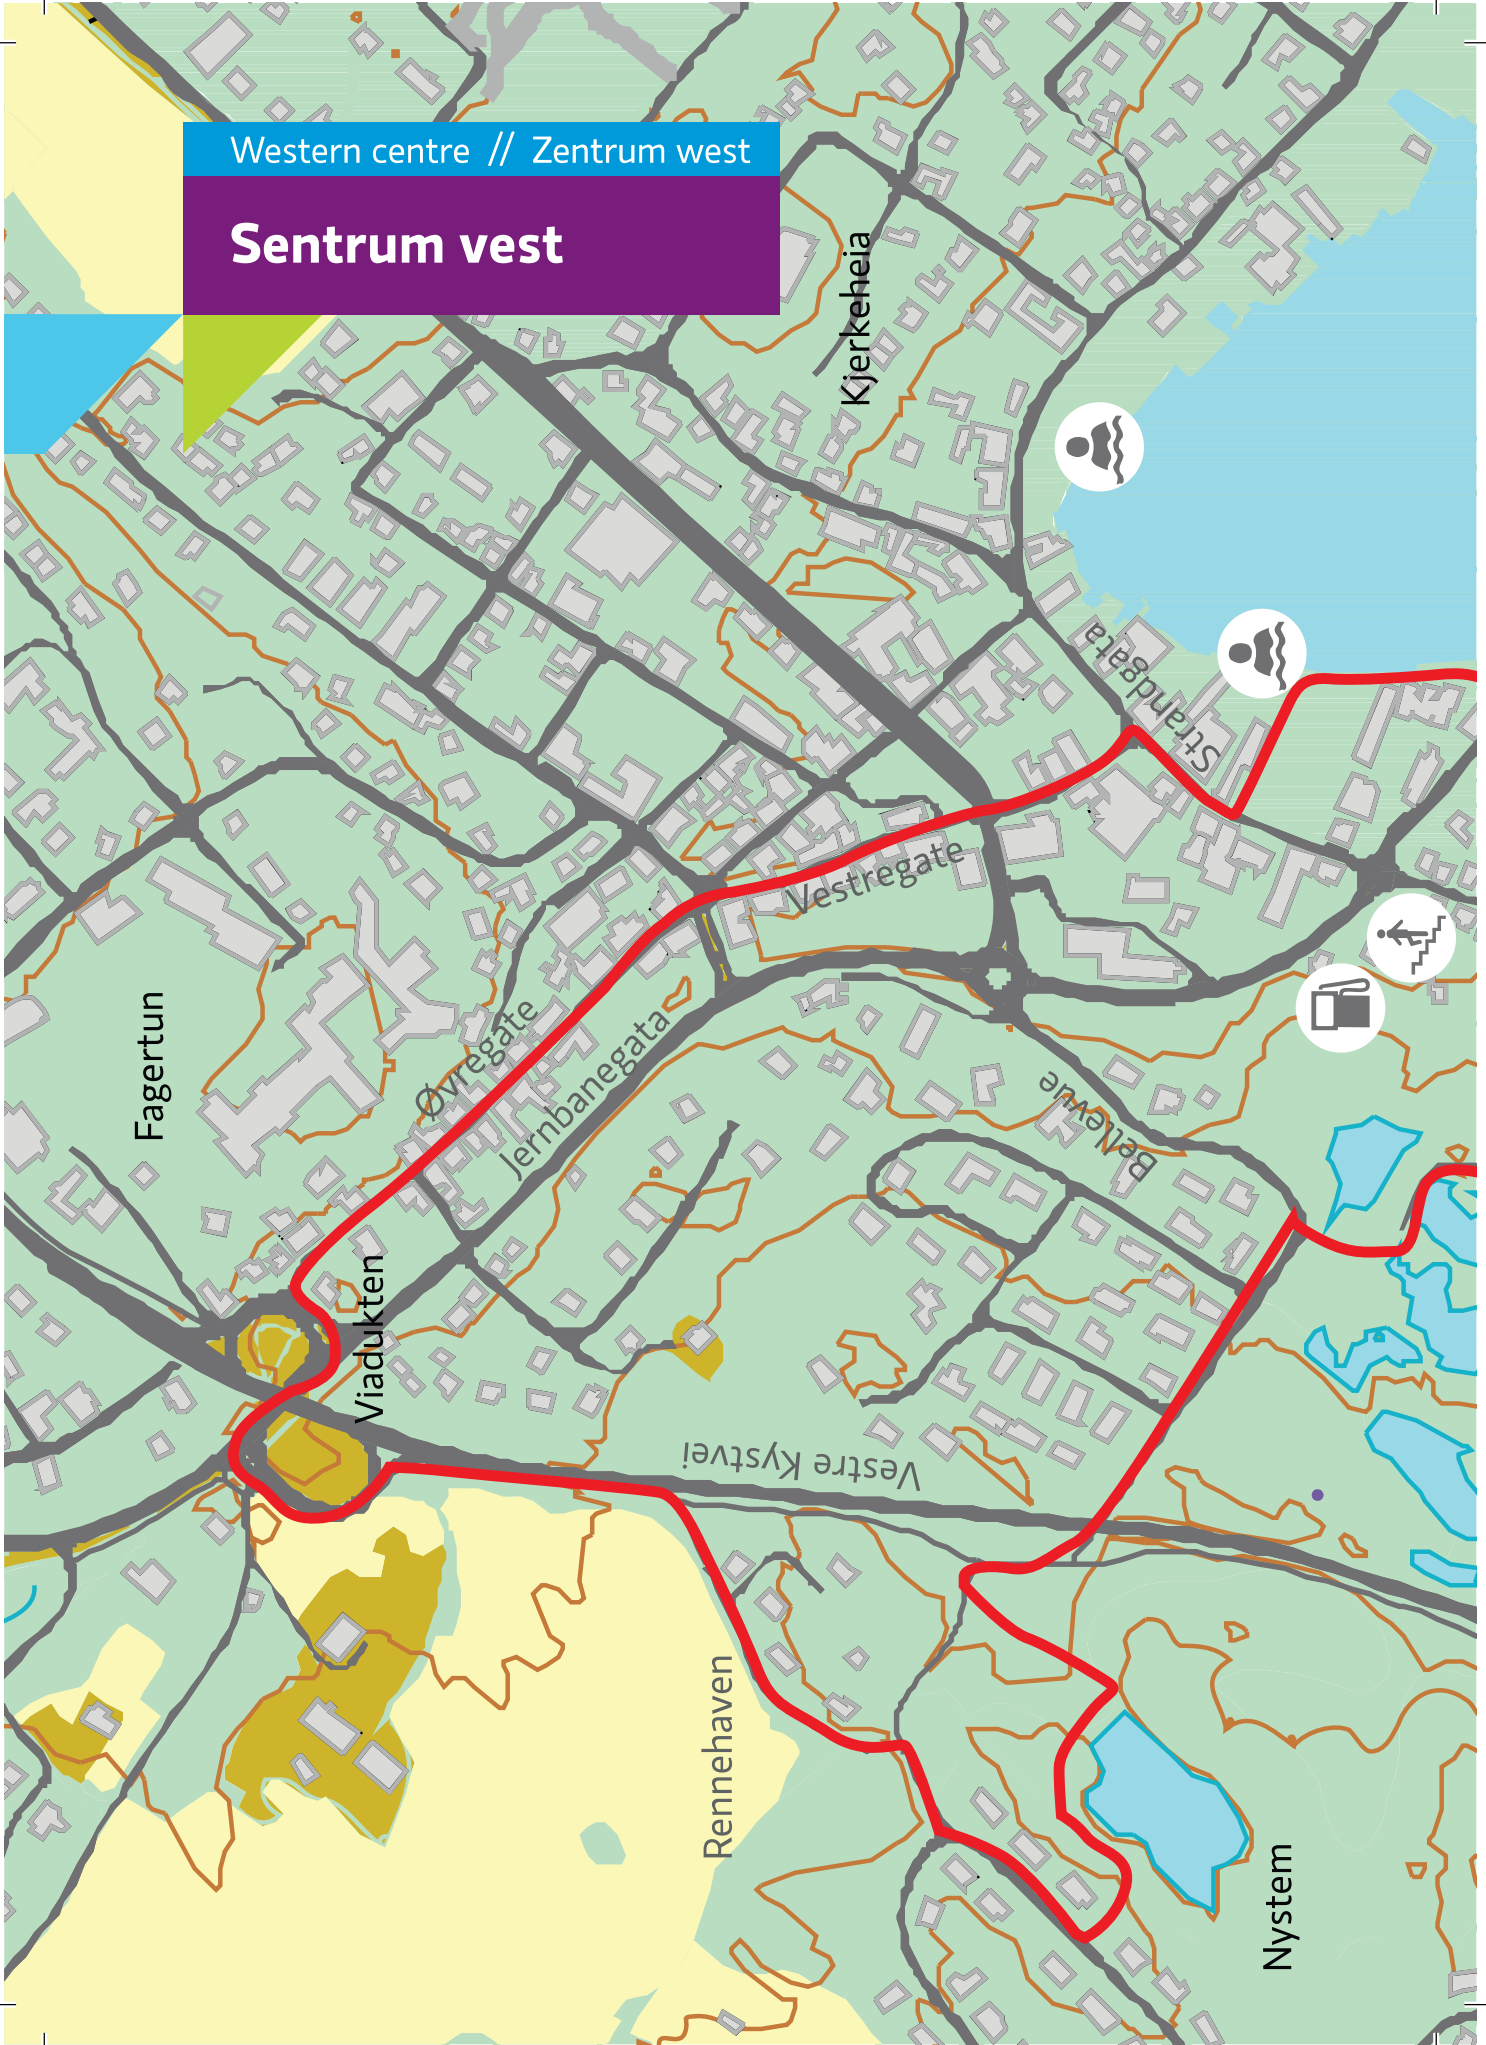 Western centre // Zentrum west
Sentrum vest
Kjerkeheia
Strandgata
Vestregate
Fagertun
Øvregate
Jernbanegata
Bellevue
Viadukten
Vestre Kystvei
Rennehaven
Nystem